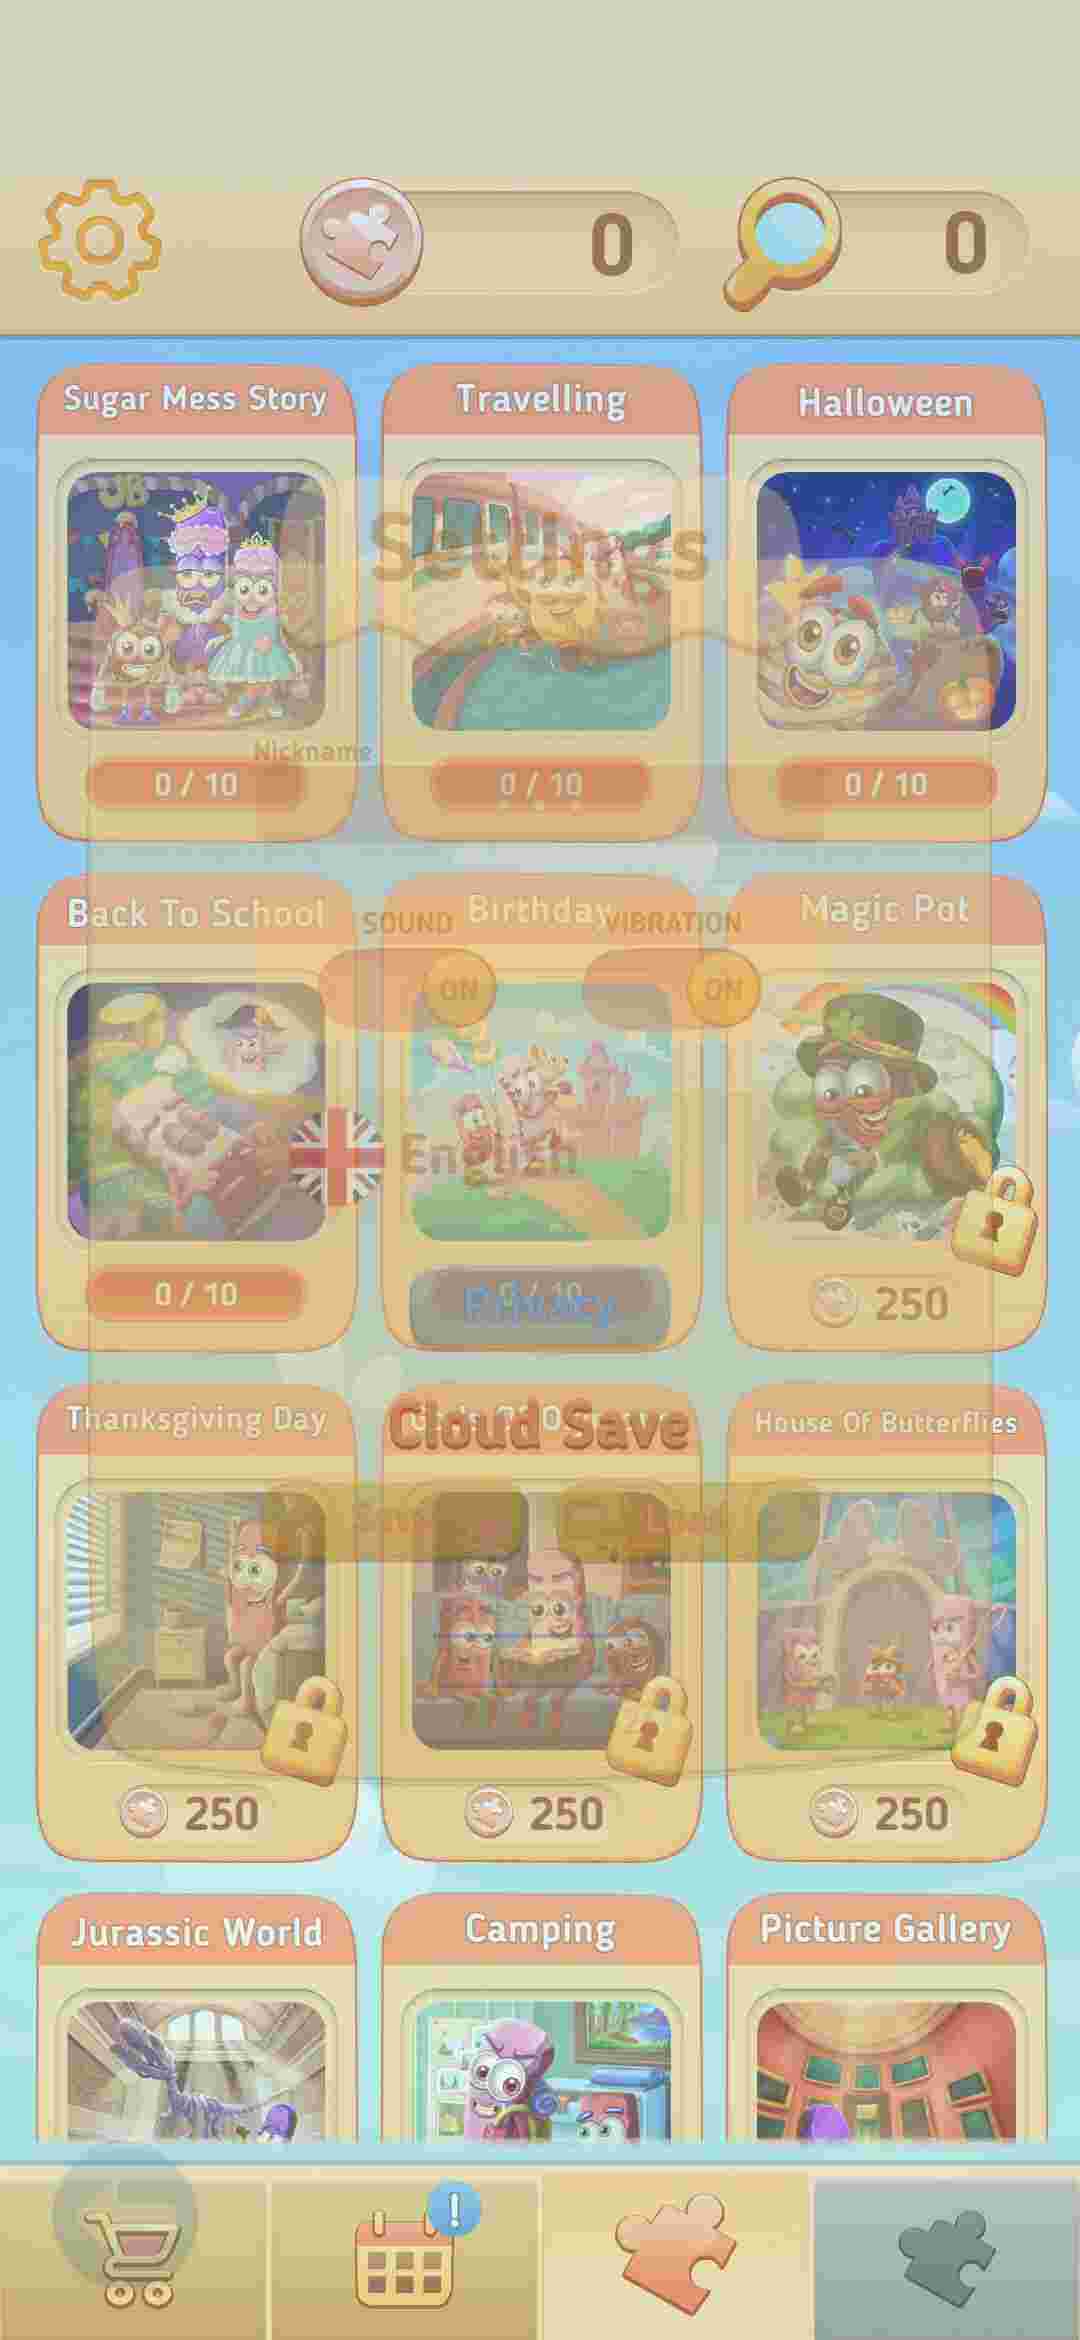 0 0
Sugar Mess Story Travelling Halloween
Settings
Nickname
0 / 10 0 / 10 0 / 10
Back To School Birthday Magic Pot
SOUND VIBRATION
ON ON
English
0 / 10 0 / 10 250
Privacy
Thanksgiving Day House Of Butterflies
Cloud Save
Save Load
250 250 250
Jurassic World Camping Picture Gallery
!